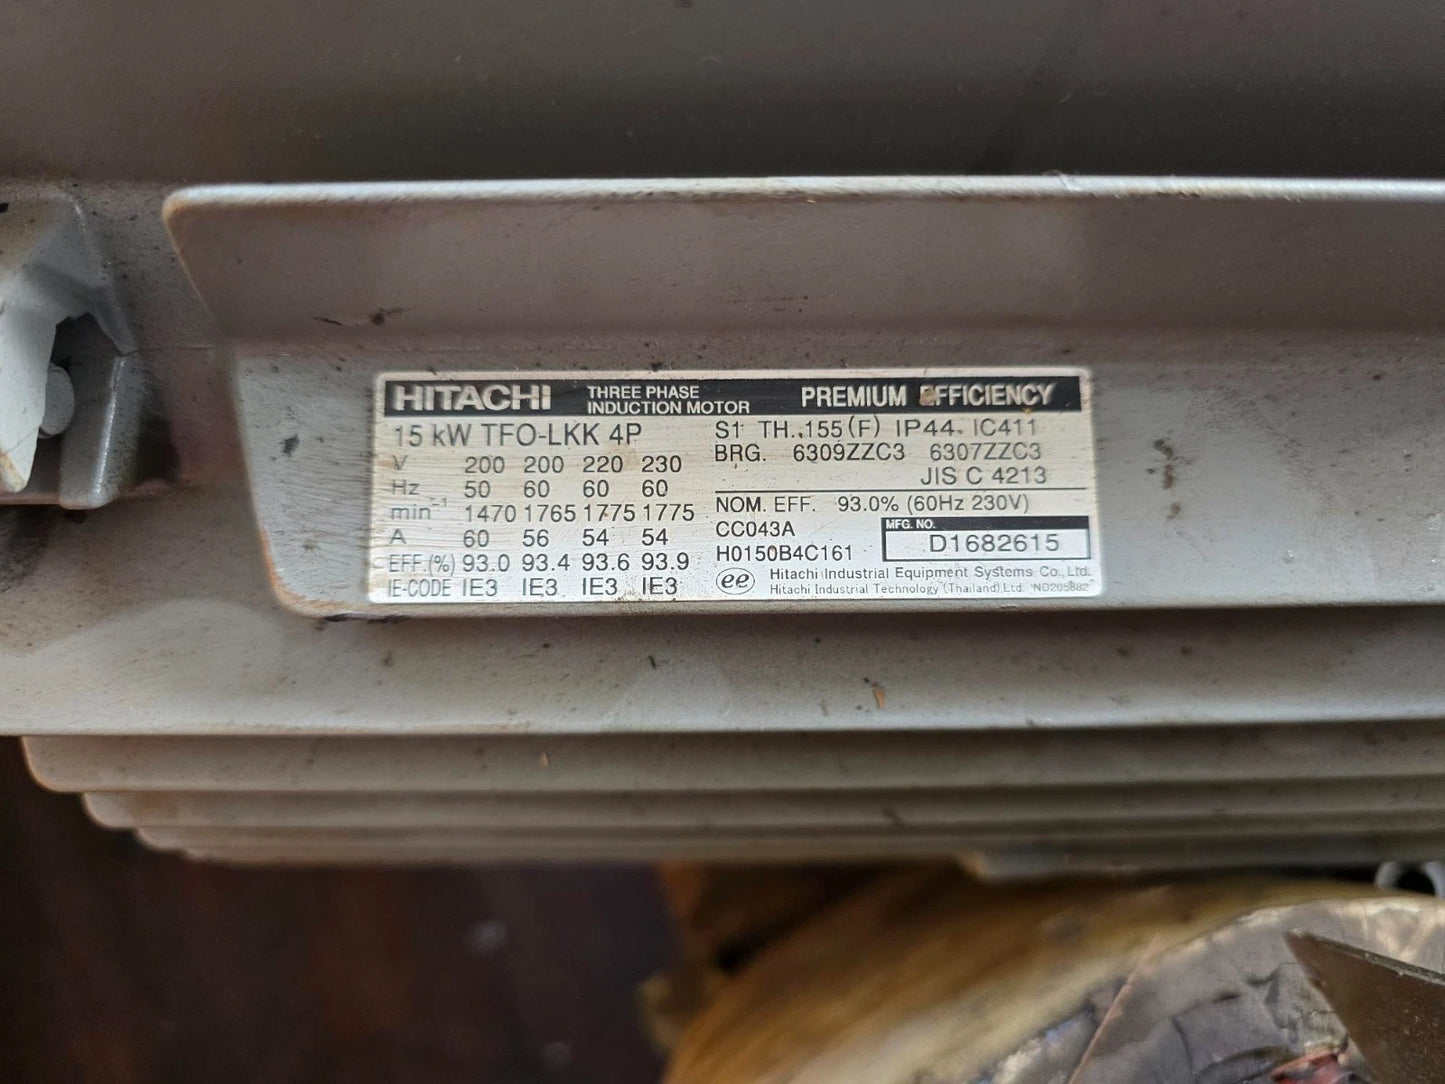 HITACHI THREE PHASE INDUCTION MOTOR PREMIUM EFFICIENCY
15 kW TFO-LKK 4P
V 200 200 220 230
Hz 50 60 60 60
min⁻¹ 1470 1765 1775 1775
A 60 56 54 54
EFF.(%) 93.0 93.4 93.6 93.9
IE-CODE IE3 IE3 IE3 IE3
S1 TH. 155(F) IP44 IC411
BRG. 6309ZZC3 6307ZZC3
JIS C 4213
NOM. EFF. 93.0% (60Hz 230V)
CC043A
H0150B4C161
MFG. NO.
D1682615
ee
Hitachi Industrial Equipment Systems Co., Ltd.
Hitachi Industrial Technology (Thailand),Ltd.